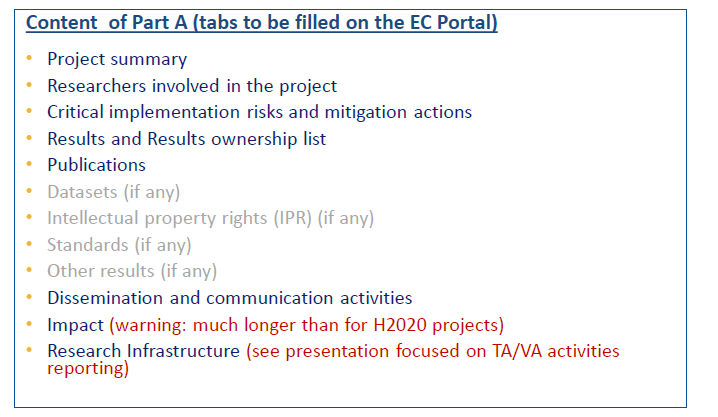 Content  of Part A (tabs to be filled on the EC Portal)
• Project summary
• Researchers involved in the project
• Critical implementation risks and mitigation actions
• Results and Results ownership list
• Publications
• Datasets (if any)
• Intellectual property rights (IPR) (if any)
• Standards (if any)
• Other results (if any)
• Dissemination and communication activities
• Impact (warning: much longer than for H2020 projects)
• Research Infrastructure (see presentation focused on TA/VA activities
reporting)